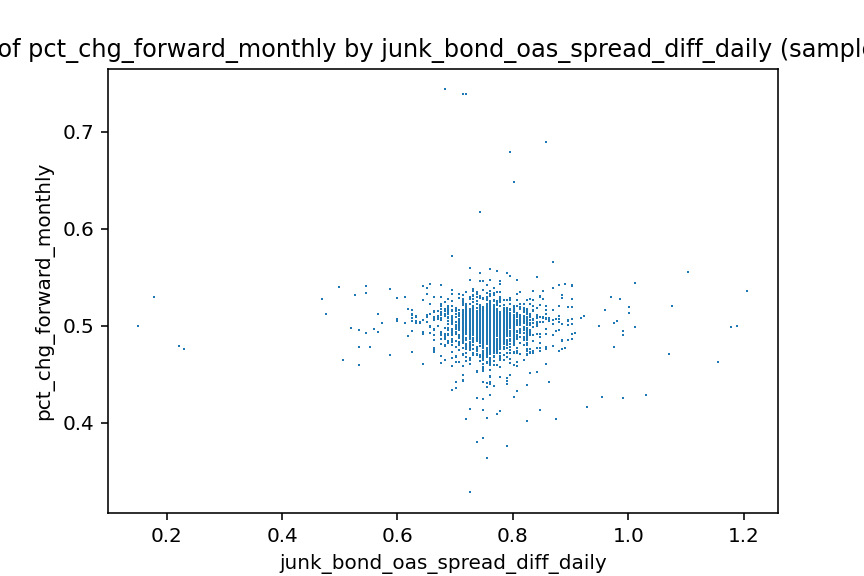 of pct_chg_forward_monthly by junk_bond_oas_spread_diff_daily (sample
0.7
0.6
0.5
0.4
pct_chg_forward_monthly
0.2 0.4 0.6 0.8 1.0 1.2
junk_bond_oas_spread_diff_daily